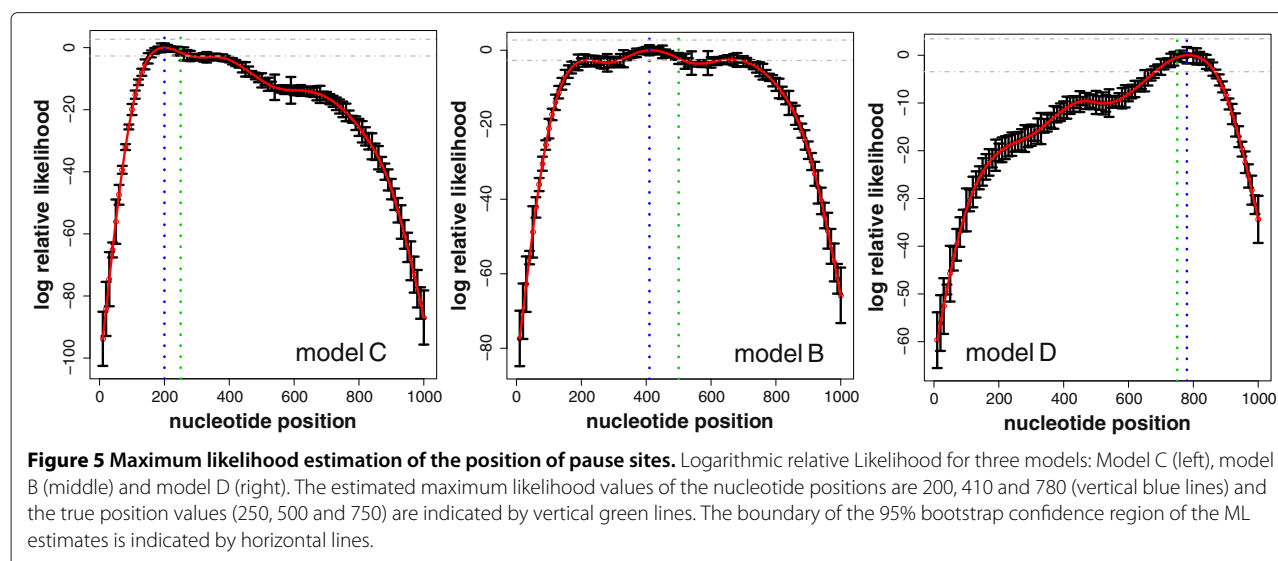 0
−20
−40
−60
−80
−100
log relative likelihood
0 200 400 600 800 1000
nucleotide position
model C
0
−20
−40
−60
−80
log relative likelihood
0 200 400 600 800 1000
nucleotide position
model B
0
−10
−20
−30
−40
−50
−60
log relative likelihood
0 200 400 600 800 1000
nucleotide position
model D
Figure 5 Maximum likelihood estimation of the position of pause sites. Logarithmic relative Likelihood for three models: Model C (left), model
B (middle) and model D (right). The estimated maximum likelihood values of the nucleotide positions are 200, 410 and 780 (vertical blue lines) and
the true position values (250, 500 and 750) are indicated by vertical green lines. The boundary of the 95% bootstrap confidence region of the ML
estimates is indicated by horizontal lines.